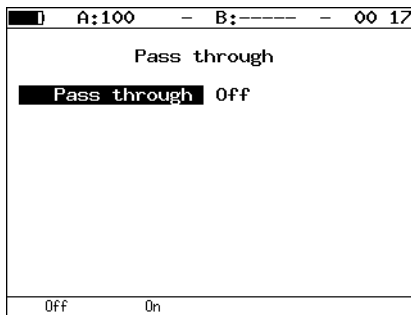 A:100 – B:----- – 00 17
Pass through
Pass through Off
Off On